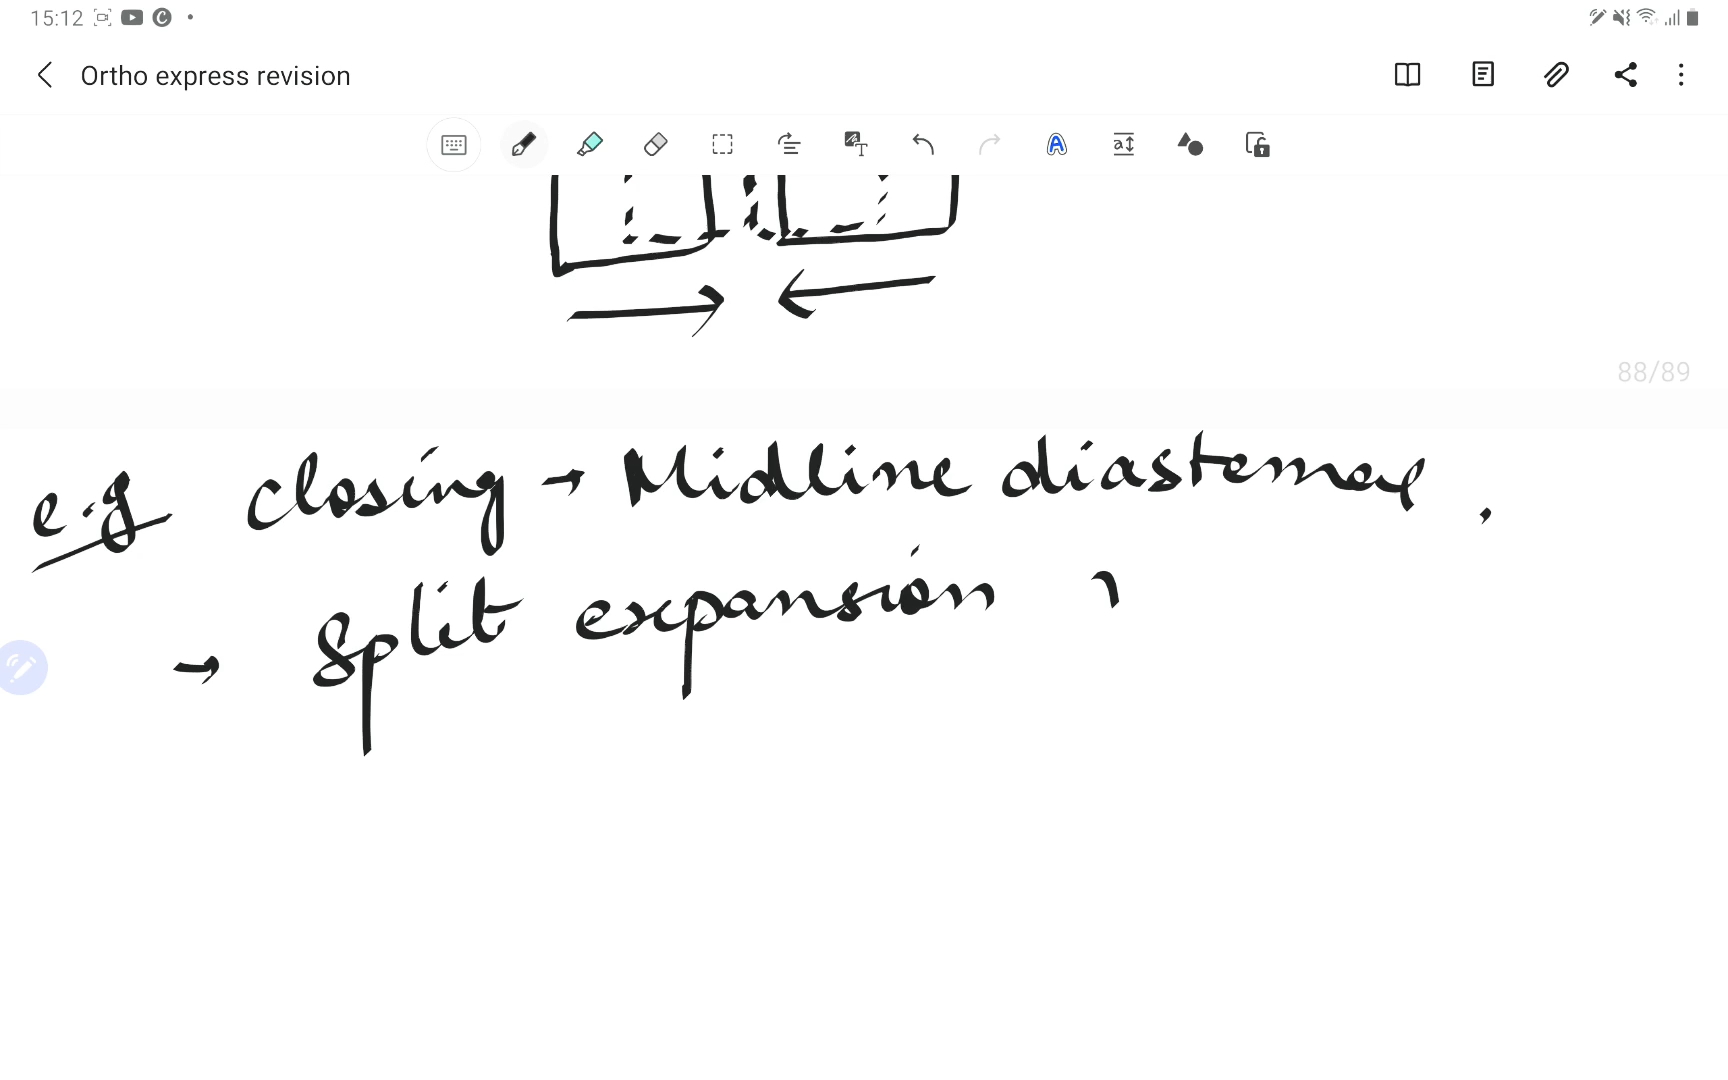 15:12
Ortho express revision
88/89
e.g closing → Midline diastema.
→ Split expansion